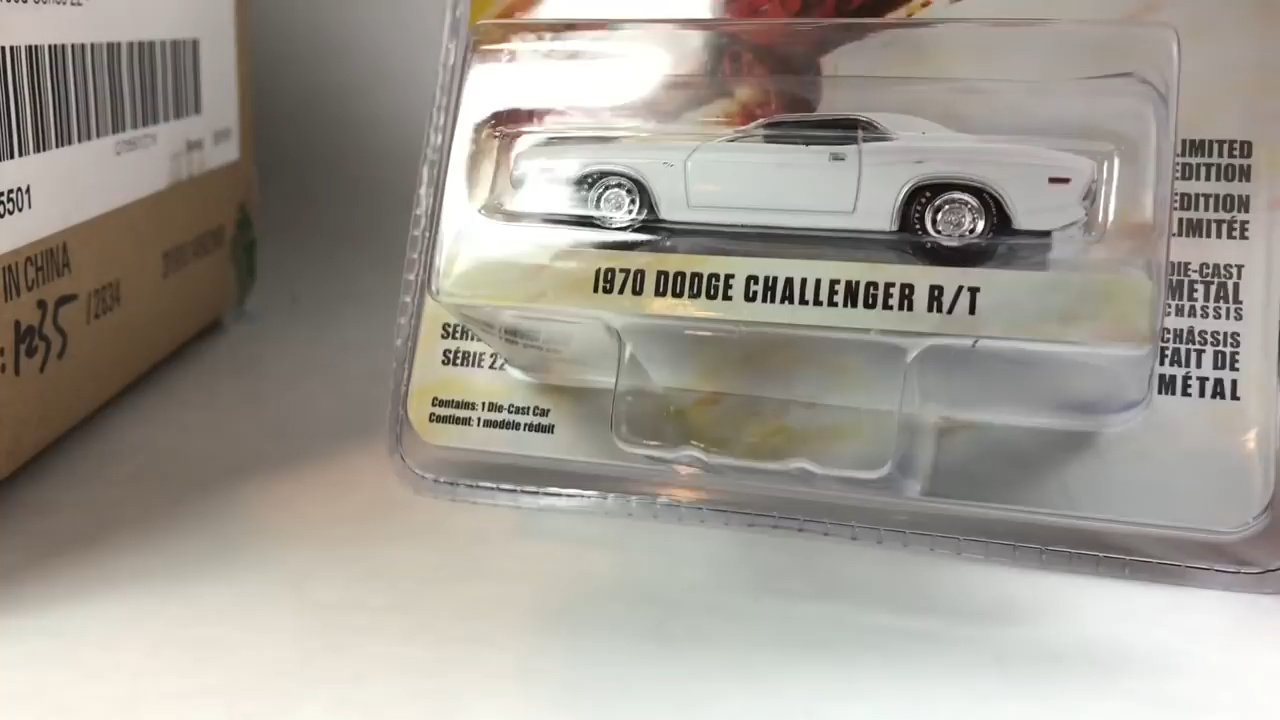 5501
IN CHINA
: 1235 / 2634
1970 DODGE CHALLENGER R/T
SÉRIE 22
Contains: 1 Die-Cast Car
Contient: 1 modèle réduit
LIMITED
EDITION
ÉDITION
LIMITÉE
DIE-CAST
METAL
CHASSIS
CHÂSSIS
FAIT DE
MÉTAL